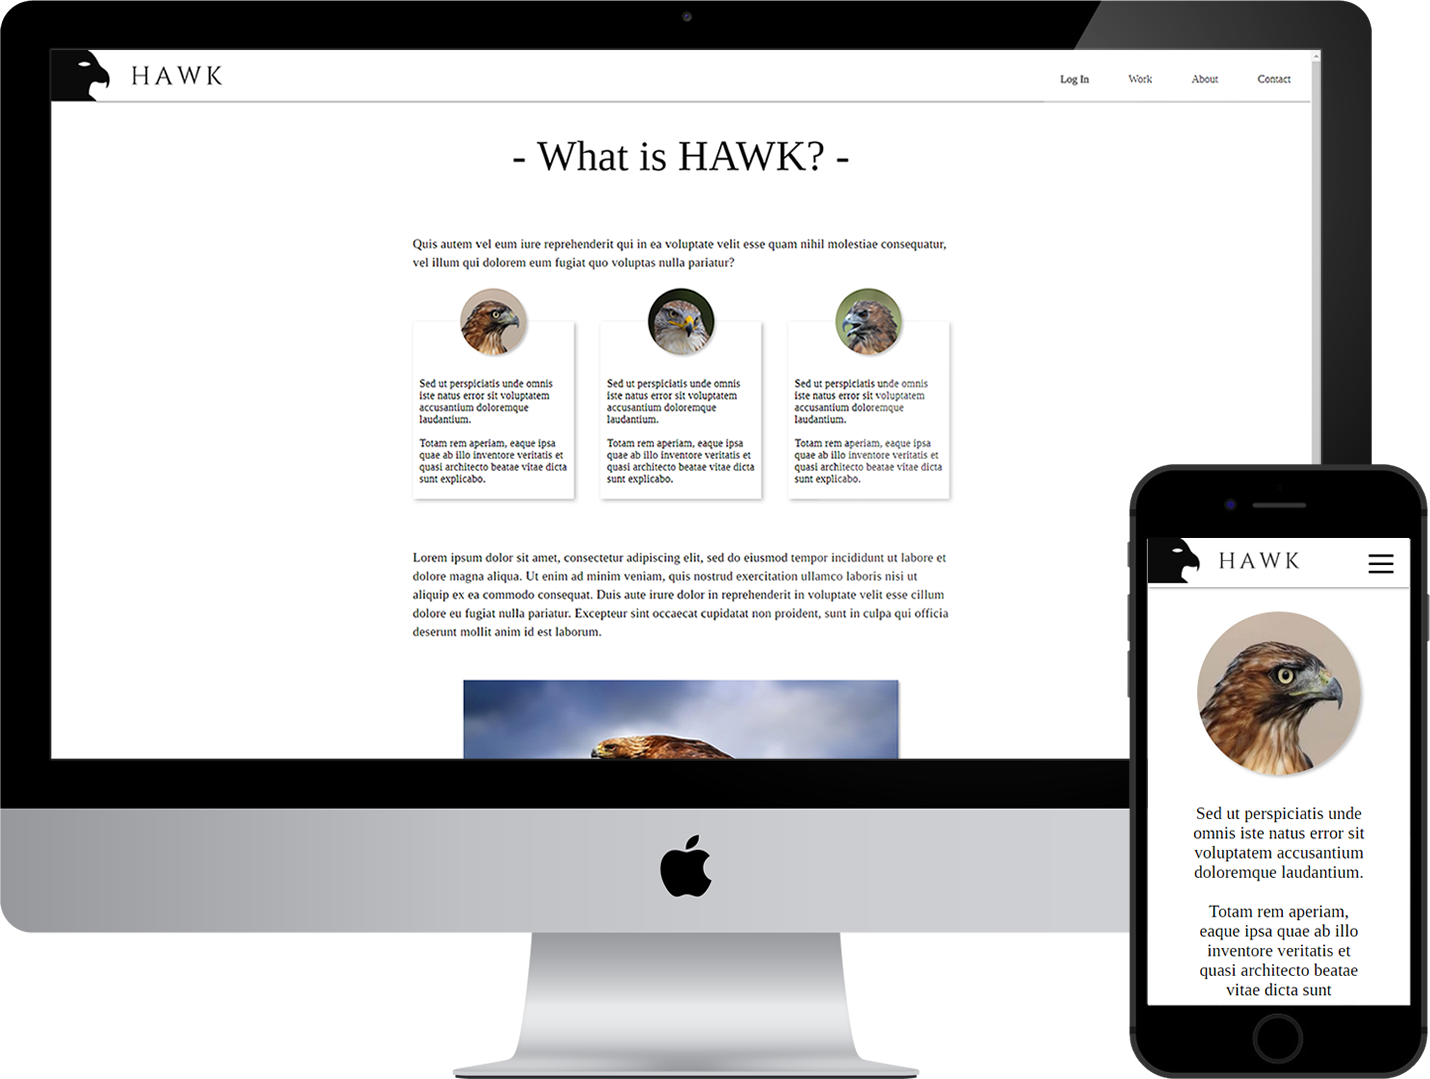 HAWK
Log In Work About Contact
- What is HAWK? -
Quis autem vel eum iure reprehenderit qui in ea voluptate velit esse quam nihil molestiae consequatur,
vel illum qui dolorem eum fugiat quo voluptas nulla pariatur?
Sed ut perspiciatis unde omnis
iste natus error sit voluptatem
accusantium doloremque
laudantium.
Totam rem aperiam, eaque ipsa
quae ab illo inventore veritatis et
quasi architecto beatae vitae dicta
sunt explicabo.
Sed ut perspiciatis unde omnis
iste natus error sit voluptatem
accusantium doloremque
laudantium.
Totam rem aperiam, eaque ipsa
quae ab illo inventore veritatis et
quasi architecto beatae vitae dicta
sunt explicabo.
Sed ut perspiciatis unde omnis
iste natus error sit voluptatem
accusantium doloremque
laudantium.
Totam rem aperiam, eaque ipsa
quae ab illo inventore veritatis et
quasi architecto beatae vitae dicta
sunt explicabo.
Lorem ipsum dolor sit amet, consectetur adipiscing elit, sed do eiusmod tempor incididunt ut labore et
dolore magna aliqua. Ut enim ad minim veniam, quis nostrud exercitation ullamco laboris nisi ut
aliquip ex ea commodo consequat. Duis aute irure dolor in reprehenderit in voluptate velit esse cillum
dolore eu fugiat nulla pariatur. Excepteur sint occaecat cupidatat non proident, sunt in culpa qui officia
deserunt mollit anim id est laborum.
HAWK
Sed ut perspiciatis unde
omnis iste natus error sit
voluptatem accusantium
doloremque laudantium.
Totam rem aperiam,
eaque ipsa quae ab illo
inventore veritatis et
quasi architecto beatae
vitae dicta sunt